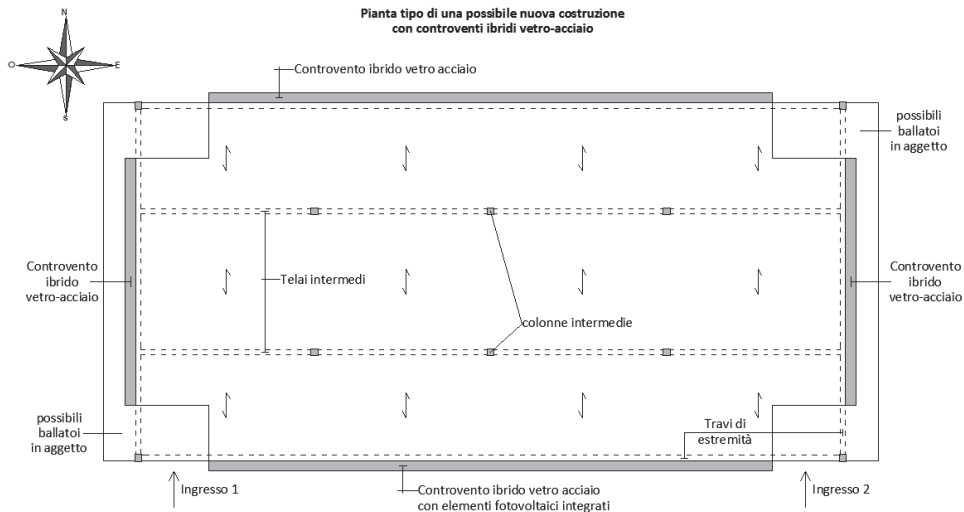 Pianta tipo di una possibile nuova costruzione
con controventi ibridi vetro-acciaio
N
O
E
S
Controvento ibrido vetro acciaio
possibili
ballatoi
in aggetto
Controvento
ibrido
vetro-acciaio
Telai intermedi
Controvento
ibrido
vetro-acciaio
colonne intermedie
possibili
ballatoi
in aggetto
Travi di
estremità
Ingresso 1
Controvento ibrido vetro acciaio
con elementi fotovoltaici integrati
Ingresso 2